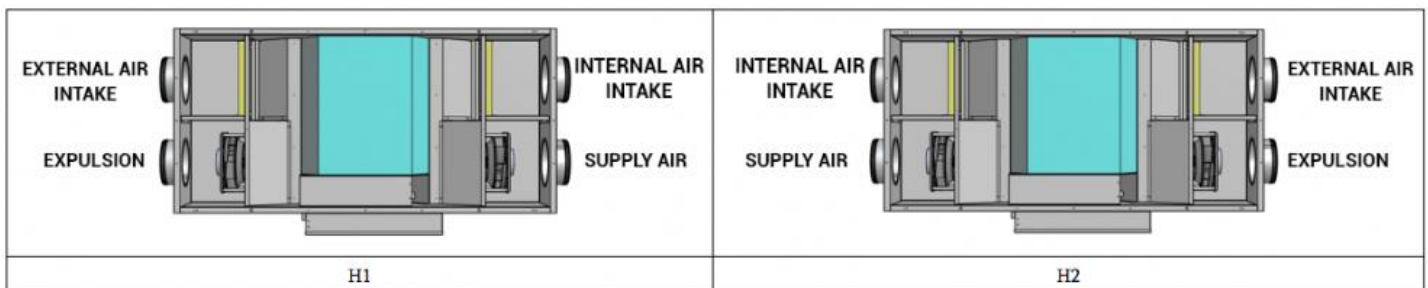 EXTERNAL AIR
INTAKE
INTERNAL AIR
INTAKE
EXPULSION
SUPPLY AIR
H1
INTERNAL AIR
INTAKE
EXTERNAL AIR
INTAKE
SUPPLY AIR
EXPULSION
H2